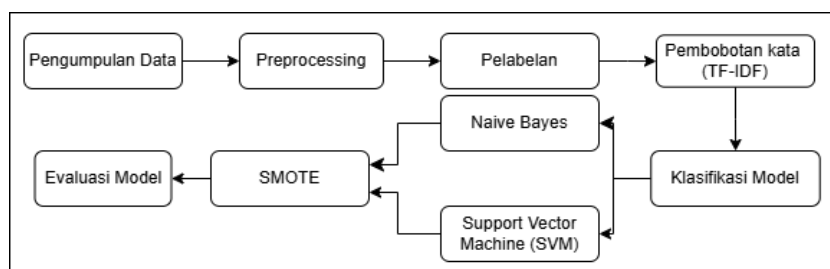 Pengumpulan Data
Preprocessing
Pelabelan
Pembobotan kata
(TF-IDF)
Klasifikasi Model
Naive Bayes
Support Vector
Machine (SVM)
SMOTE
Evaluasi Model